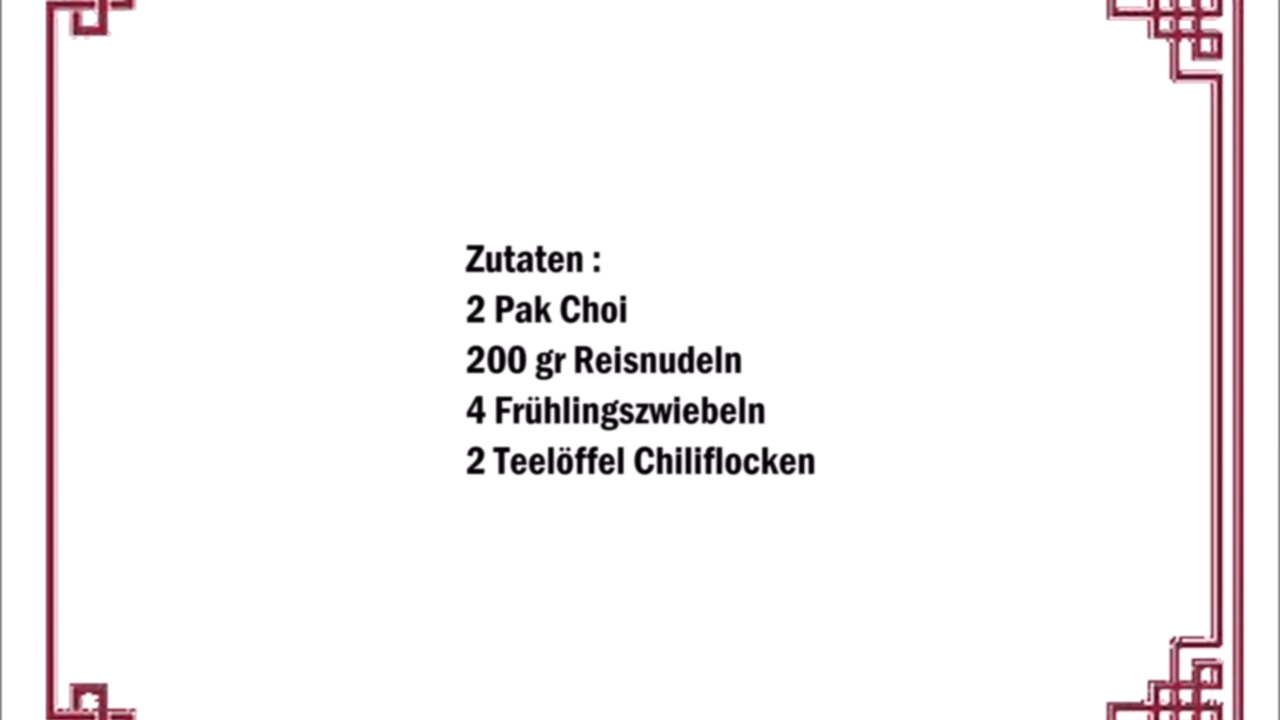 Zutaten :
2 Pak Choi
200 gr Reisnudeln
4 Frühlingszwiebeln
2 Teelöffel Chiliflocken